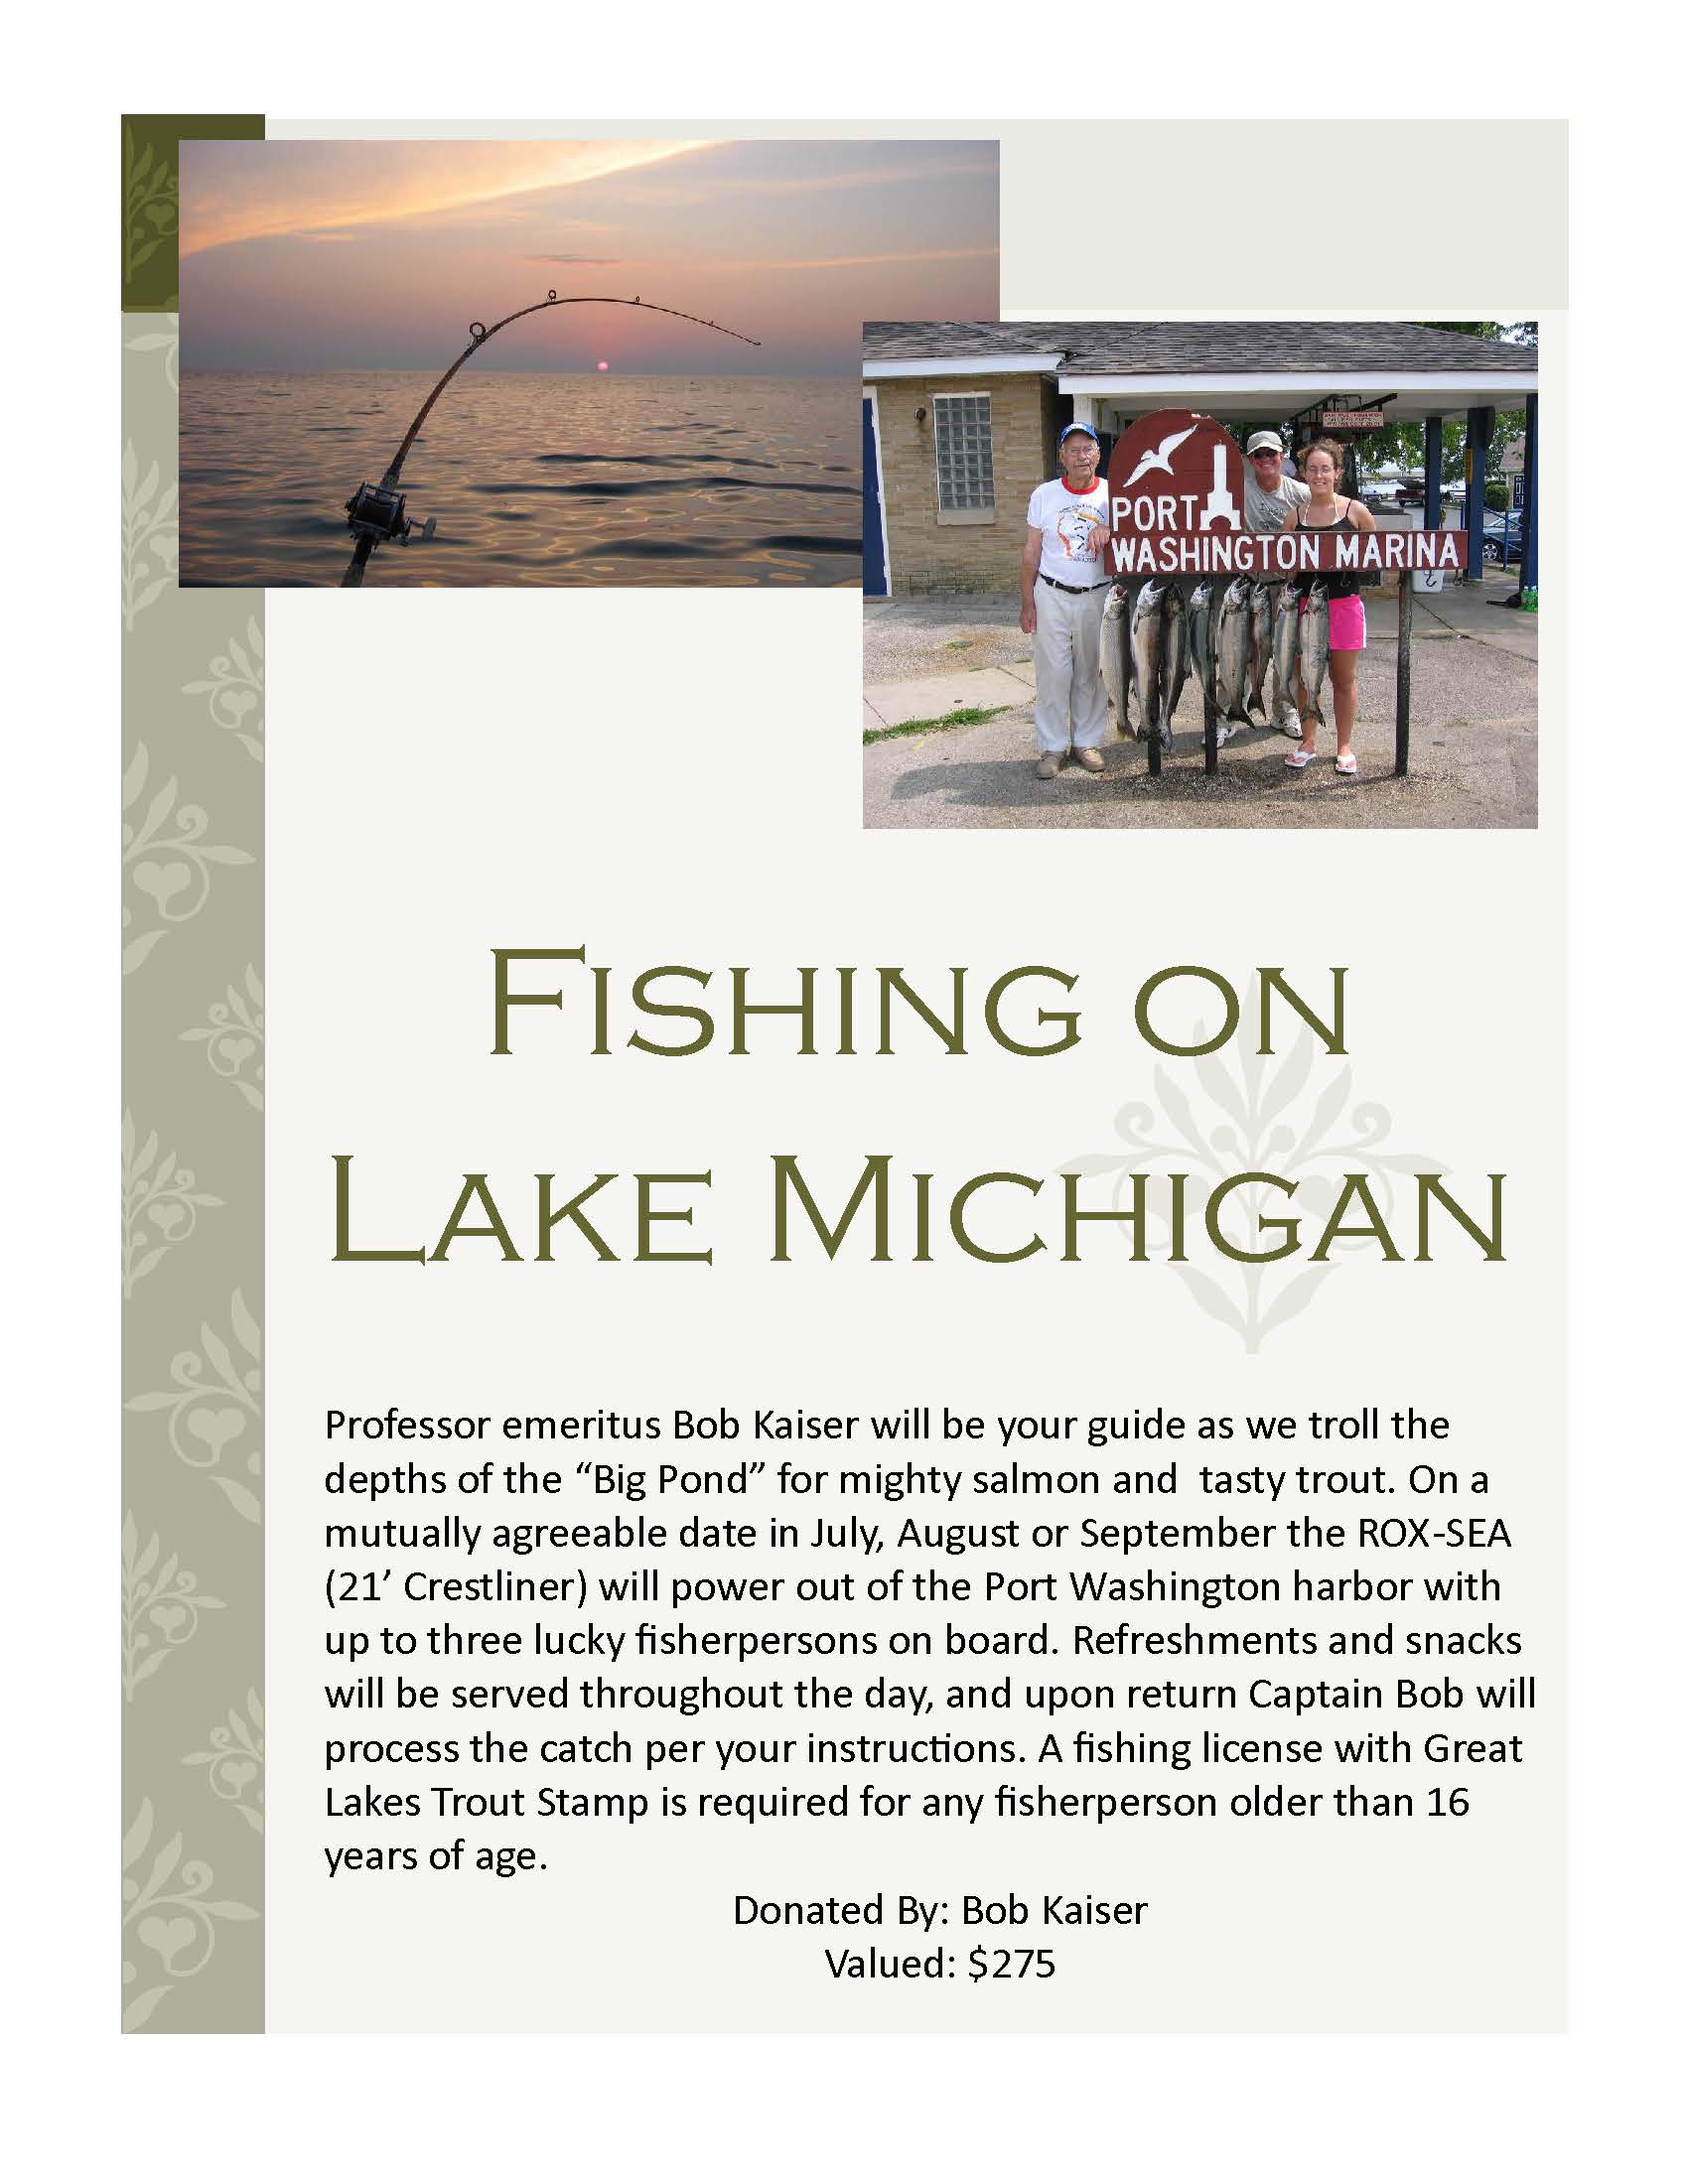 PORT
WASHINGTON MARINA
FISHING ON
LAKE MICHIGAN
Professor emeritus Bob Kaiser will be your guide as we troll the
depths of the “Big Pond” for mighty salmon and  tasty trout. On a
mutually agreeable date in July, August or September the ROX-SEA
(21’ Crestliner) will power out of the Port Washington harbor with
up to three lucky fisherpersons on board. Refreshments and snacks
will be served throughout the day, and upon return Captain Bob will
process the catch per your instructions. A fishing license with Great
Lakes Trout Stamp is required for any fisherperson older than 16
years of age.
Donated By: Bob Kaiser
Valued: $275